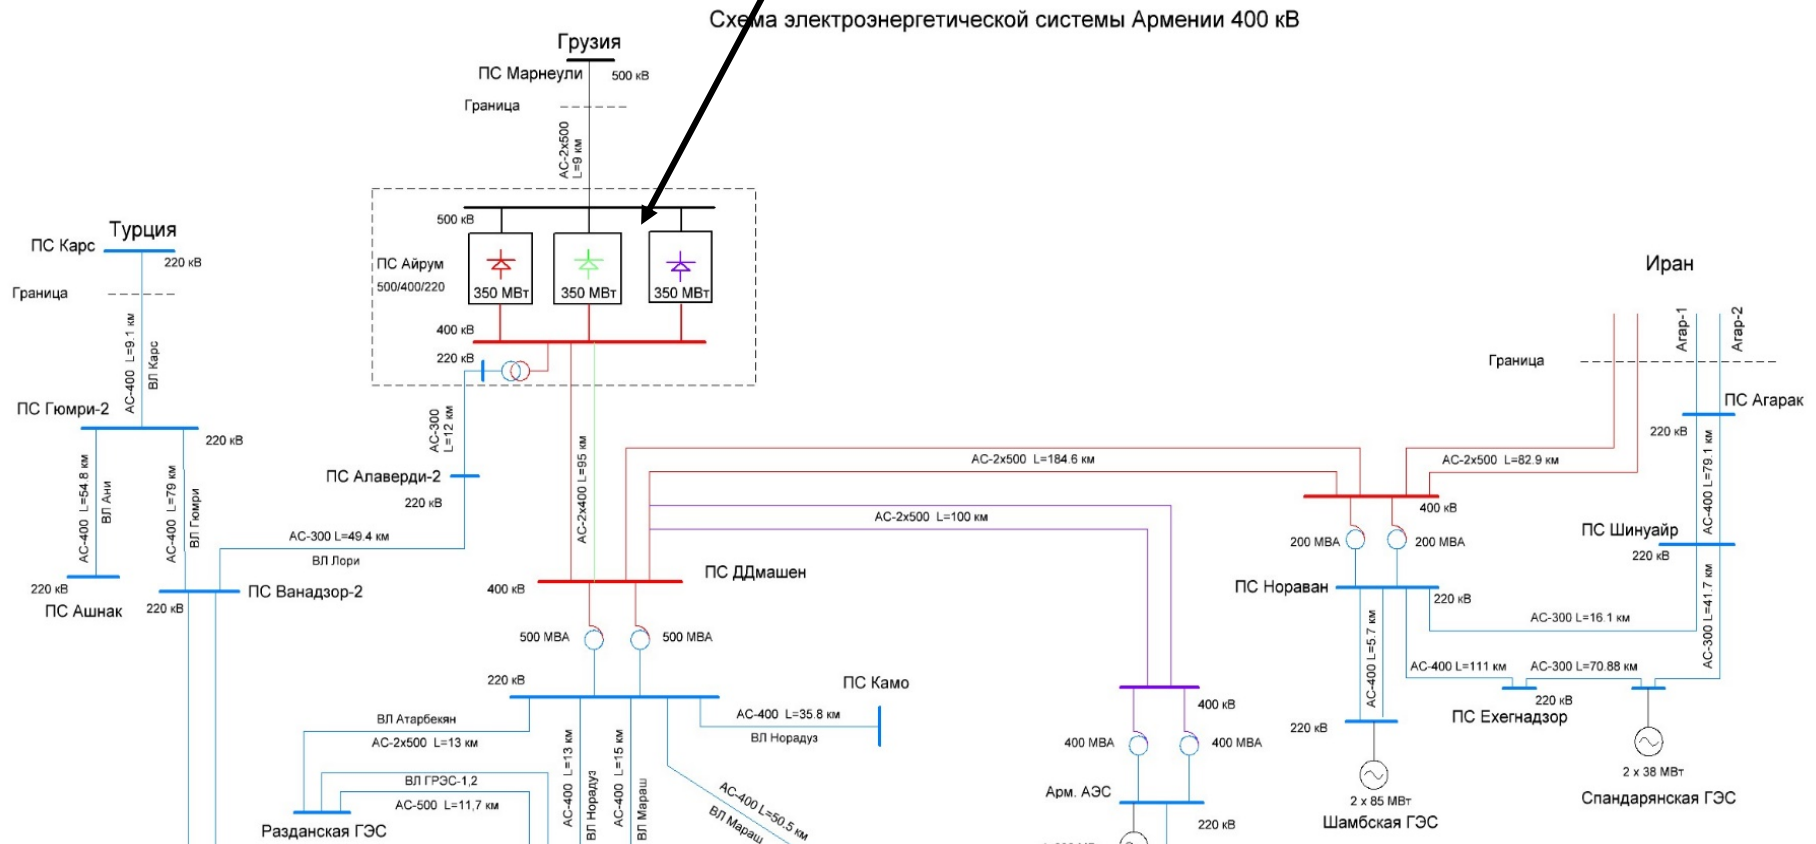 Схема электроэнергетической системы Армении 400 кВ
Грузия
ПС Марнеули
500 кВ
Граница
АС-2х500
L=9 км
500 кВ
ПС Айрум
500/400/220
350 МВт
350 МВт
350 МВт
400 кВ
220 кВ
Турция
ПС Карс
220 кВ
Граница
АС-400 L=9.1 км
ВЛ Карс
ПС Гюмри-2
220 кВ
АС-400 L=54.8 км
ВЛ Ани
АС-400 L=79 км
ВЛ Гюмри
220 кВ
ПС Ашнак
220 кВ
ПС Ванадзор-2
АС-300
L=12 км
ПС Алаверди-2
220 кВ
АС-300 L=49.4 км
ВЛ Лори
АС-2х400 L=95 км
АС-2х500 L=184.6 км
АС-2х500 L=100 км
400 кВ
ПС ДДмашен
500 МВА
500 МВА
220 кВ
ПС Камо
АС-400 L=35.8 км
ВЛ Норадуз
ВЛ Атарбекян
АС-2х500 L=13 км
ВЛ ГРЭС-1,2
АС-500 L=11,7 км
Разданская ГЭС
АС-400 L=13 км
ВЛ Норадуз
АС-400 L=15 км
ВЛ Мараш
АС-400 L=50.5 км
ВЛ Мараш
Иран
Граница
Агар-1
Агар-2
ПС Агарак
220 кВ
АС-2х500 L=82.9 км
400 кВ
200 МВА
200 МВА
АС-400 L=79.1 км
ПС Шинуайр
220 кВ
ПС Нораван
220 кВ
АС-300 L=16.1 км
АС-300 L=41.7 км
АС-400 L=5.7 км
АС-400 L=111 км
АС-300 L=70.88 км
220 кВ
ПС Ехегнадзор
400 кВ
400 МВА
400 МВА
Арм. АЭС
220 кВ
220 кВ
2 х 85 МВт
Шамбская ГЭС
2 х 38 МВт
Спандарянская ГЭС